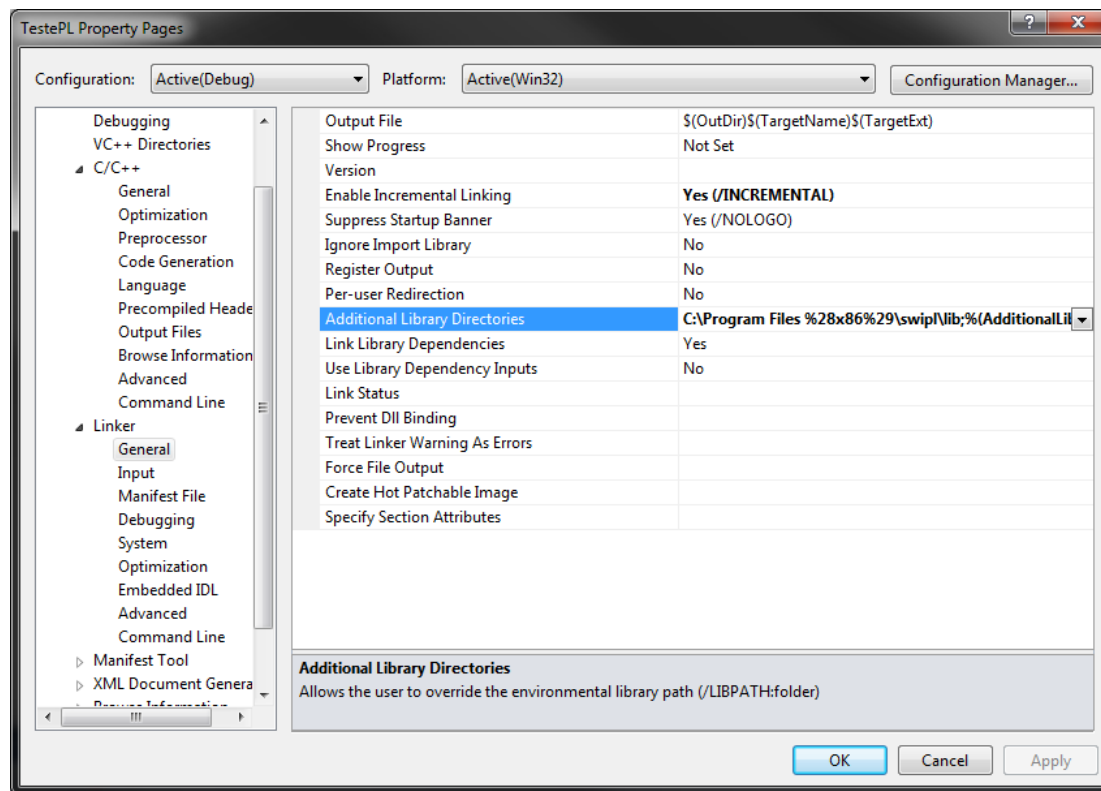 TestePL Property Pages
Configuration: Active(Debug) Platform: Active(Win32) Configuration Manager...
Debugging
VC++ Directories
C/C++
General
Optimization
Preprocessor
Code Generation
Language
Precompiled Heade
Output Files
Browse Information
Advanced
Command Line
Linker
General
Input
Manifest File
Debugging
System
Optimization
Embedded IDL
Advanced
Command Line
Manifest Tool
XML Document Genera
Browse Information
Output File $(OutDir)$(TargetName)$(TargetExt)
Show Progress Not Set
Version
Enable Incremental Linking Yes (/INCREMENTAL)
Suppress Startup Banner Yes (/NOLOGO)
Ignore Import Library No
Register Output No
Per-user Redirection No
Additional Library Directories C:\Program Files %28x86%29\swipl\lib;%(AdditionalLil
Link Library Dependencies Yes
Use Library Dependency Inputs No
Link Status
Prevent Dll Binding
Treat Linker Warning As Errors
Force File Output
Create Hot Patchable Image
Specify Section Attributes
Additional Library Directories
Allows the user to override the environmental library path (/LIBPATH:folder)
OK Cancel Apply